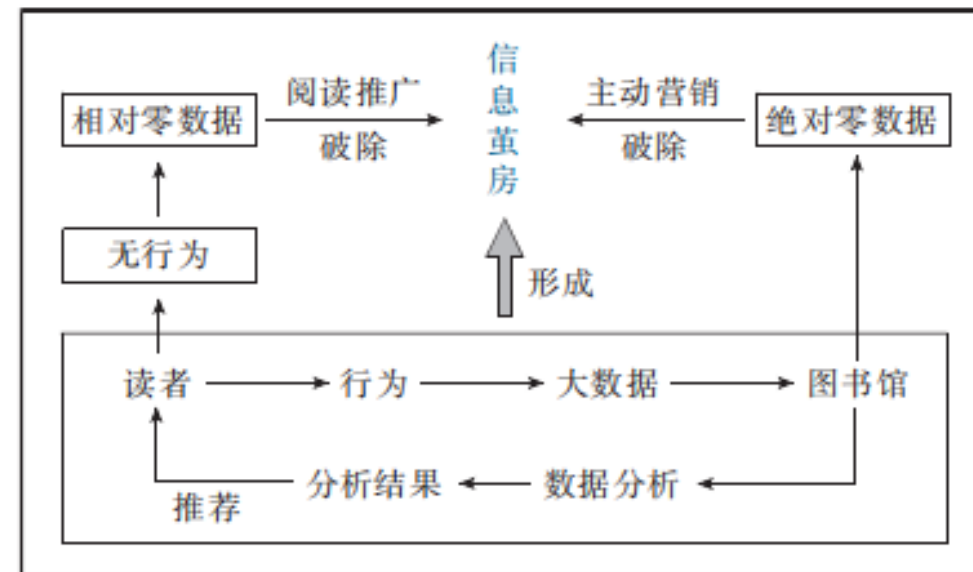 信息茧房
相对零数据
阅读推广
破除
主动营销
破除
绝对零数据
无行为
形成
读者
行为
大数据
图书馆
推荐
分析结果
数据分析